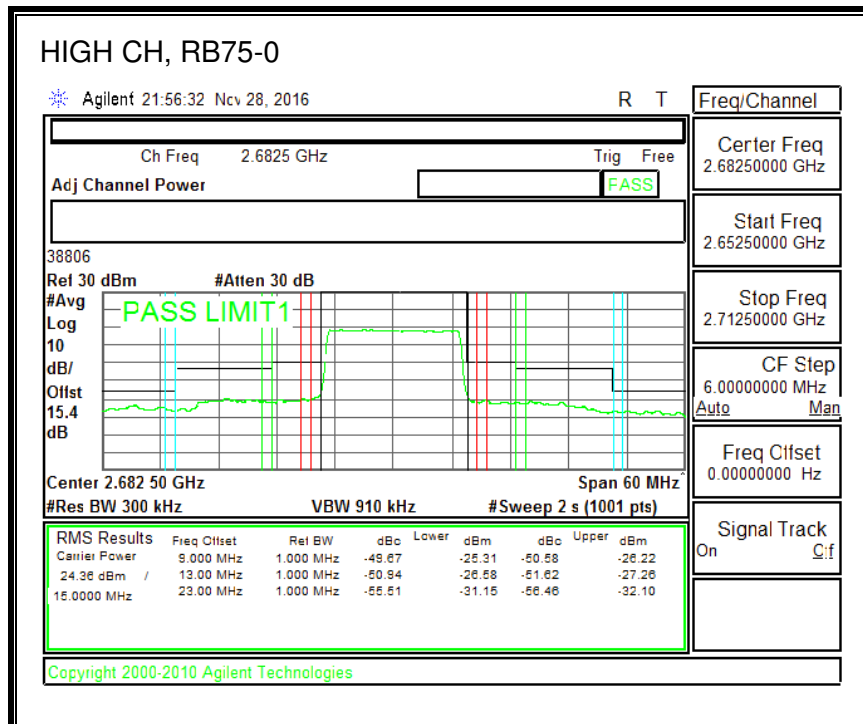 HIGH CH, RB75-0
Agilent 21:56:32 Nov 28, 2016 R T
Freq/Channel
Ch Freq 2.6825 GHz Trig Free
Adj Channel Power FASS
Center Freq
2.68250000 GHz
Start Freq
2.65250000 GHz
Stop Freq
2.71250000 GHz
CF Step
6.00000000 MHz
Auto Man
Freq Offset
0.00000000 Hz
Signal Track
On Off
38806
Ref 30 dBm #Atten 30 dB
#Avg
Log
10
dB/
Offst
15.4
dB
PASS LIMIT1
Center 2.682 50 GHz Span 60 MHz^
#Res BW 300 kHz VBW 910 kHz #Sweep 2 s (1001 pts)
RMS Results Freq Offset Ref BW dBc Lower dBm dBc Upper dBm
Carrier Power 9.000 MHz 1.000 MHz -49.67 -25.31 -50.58 -26.22
24.36 dBm / 13.00 MHz 1.000 MHz -50.94 -26.58 -51.62 -27.26
15.0000 MHz 23.00 MHz 1.000 MHz -55.51 -31.15 -56.46 -32.10
Copyright 2000-2010 Agilent Technologies